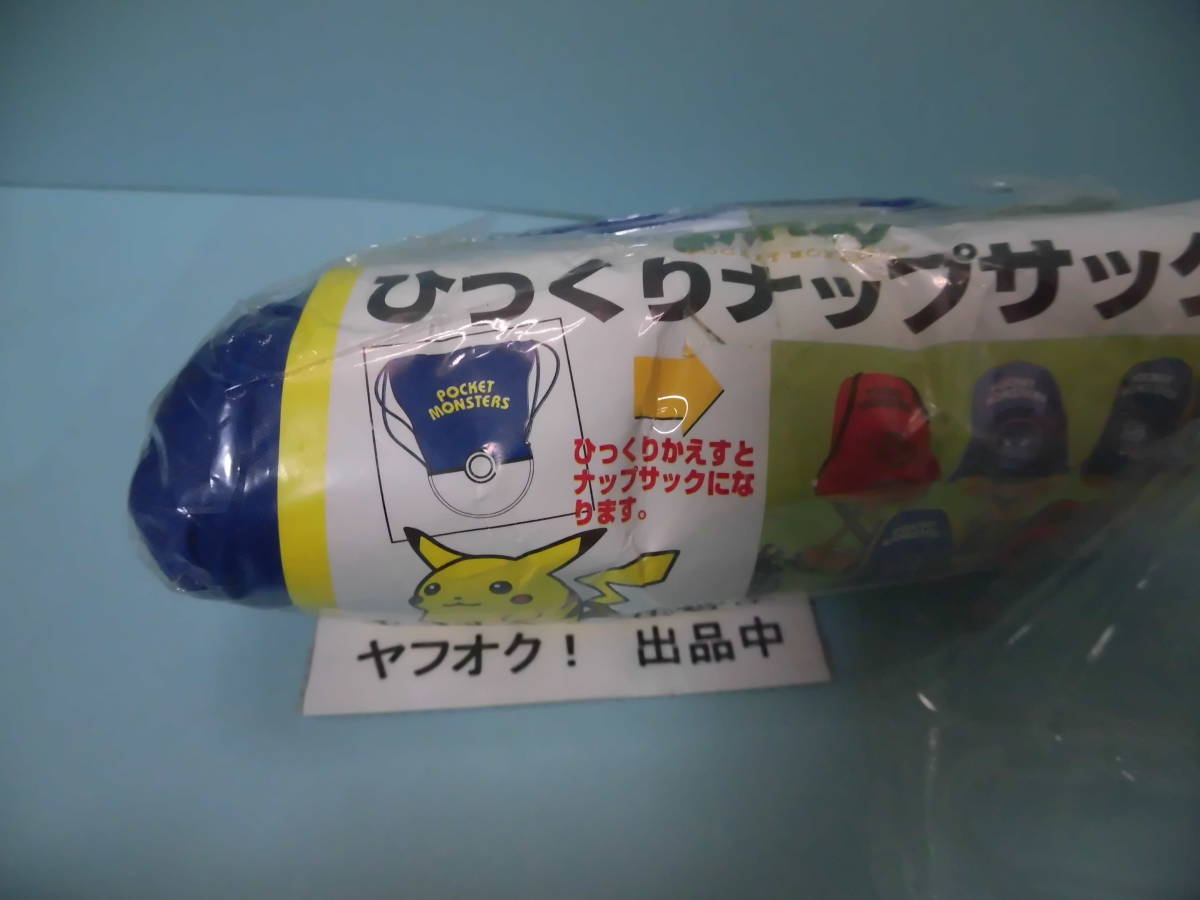 ひっくりナップサック
POCKET
MONSTERS
ひっくりかえすと
ナップサックにな
ります。
ヤフオク！ 出品中